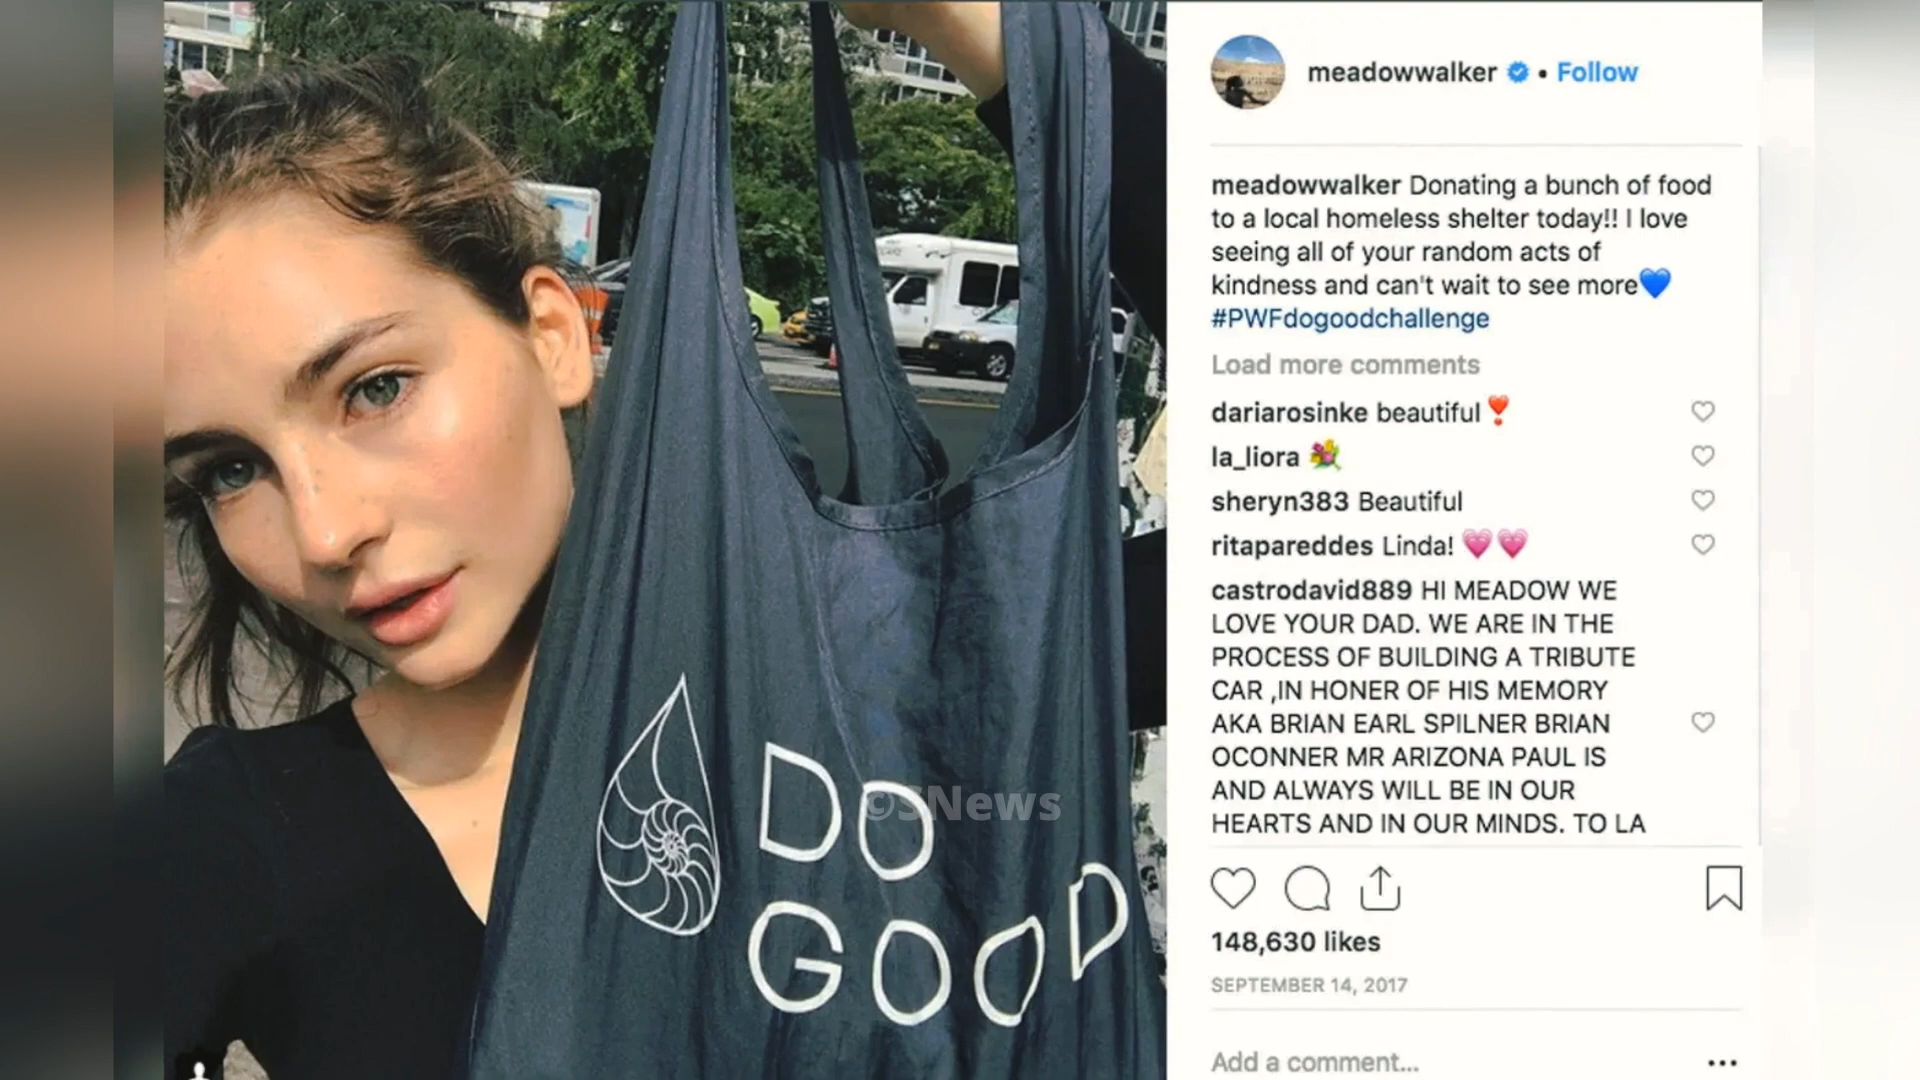 meadowwalker • Follow
meadowwalker Donating a bunch of food
to a local homeless shelter today!! I love
seeing all of your random acts of
kindness and can't wait to see more💙
#PWFdogoodchallenge
Load more comments
dariarosinke beautiful❣️
la_liora 💐
sheryn383 Beautiful
ritapareddes Linda! 💗💗
castrodavid889 HI MEADOW WE
LOVE YOUR DAD. WE ARE IN THE
PROCESS OF BUILDING A TRIBUTE
CAR ,IN HONER OF HIS MEMORY
AKA BRIAN EARL SPILNER BRIAN
OCONNER MR ARIZONA PAUL IS
AND ALWAYS WILL BE IN OUR
HEARTS AND IN OUR MINDS. TO LA
148,630 likes
SEPTEMBER 14, 2017
Add a comment...
DO
GOOD
©SNews